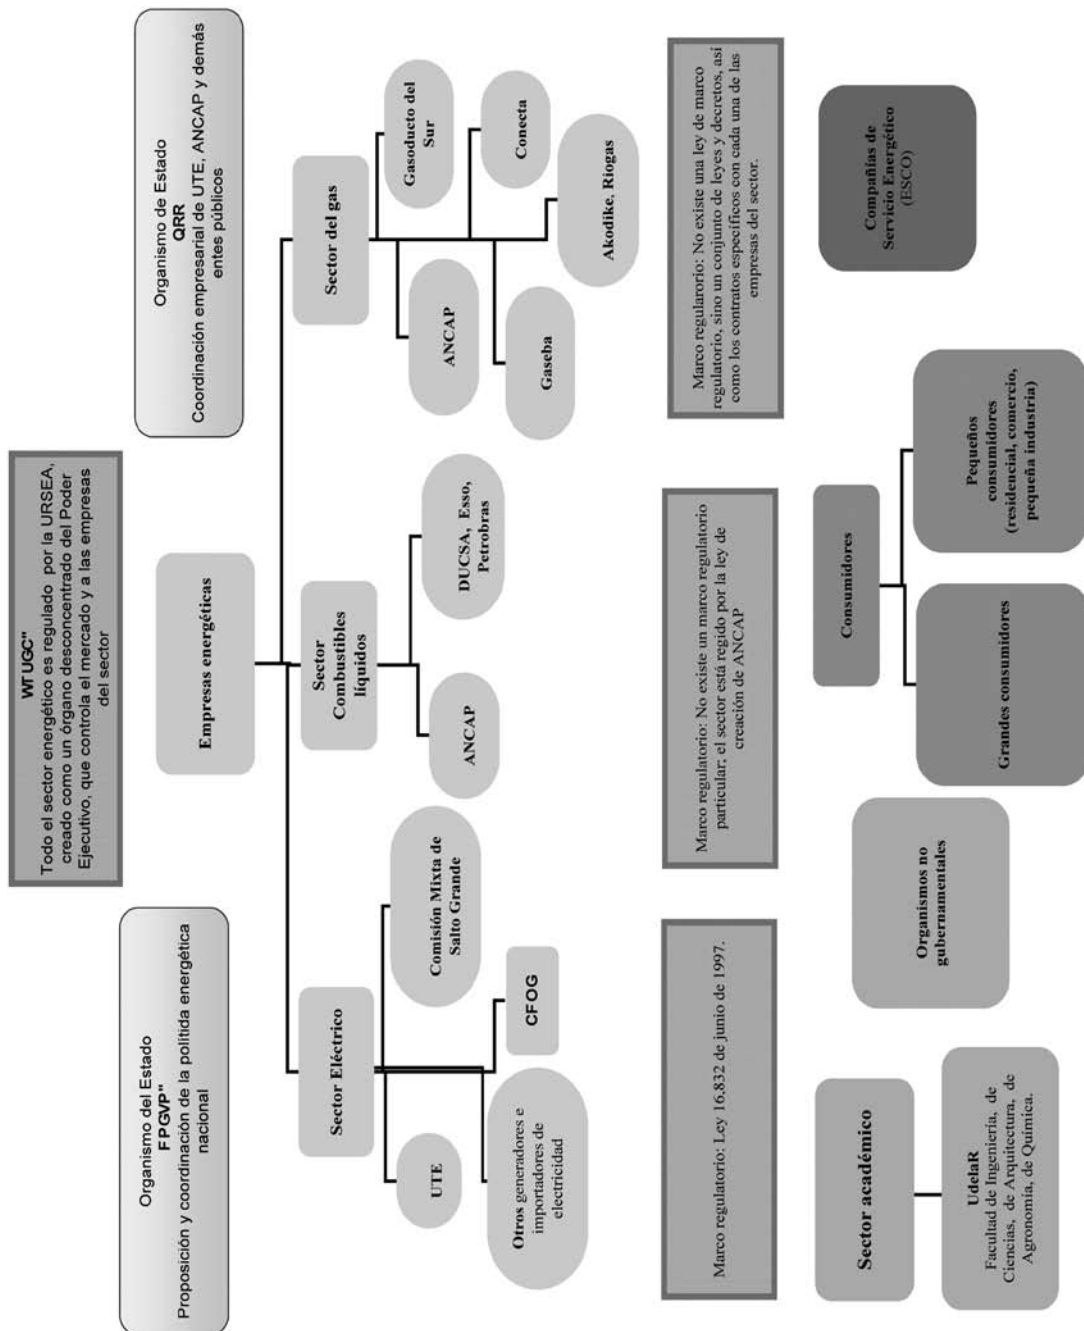 WTUGC"
Todo el sector energético es regulado por la URSEA,
creado como un órgano desconcentrado del Poder
Ejecutivo, que controla el mercado y a las empresas
del sector
Organismo del Estado
FPGVP"
Proposición y coordinación de la polítida energética
nacional
Organismo de Estado
QRR
Coordinación empresarial de UTE, ANCAP y demás
entes públicos
Empresas energéticas
Sector Eléctrico
UTE
Comisión Mixta de
Salto Grande
Otros generadores e
importadores de
electricidad
CFOG
Sector
Combustibles
líquidos
ANCAP
DUCSA, Esso,
Petrobras
Sector del gas
ANCAP
Gasoducto del
Sur
Gaseba
Conecta
Akodike, Riogas
Marco regulatorio: Ley 16,832 de junio de 1997.
Marco regulatorio: No existe un marco regulatorio
particular; el sector está regido por la ley de
creación de ANCAP
Marco regularorio: No existe una ley de marco
regulatorio, sino un conjunto de leyes y decretos, así
como los contratos específicos con cada una de las
empresas del sector.
Sector académico
UdelaR
Facultad de Ingeniería, de
Ciencias, de Arquitectura, de
Agronomía, de Química.
Organismos no
gubernamentales
Consumidores
Grandes consumidores
Pequeños
consumidores
(residencial, comercio,
pequeña industria)
Compañías de
Servicio Energético
(ESCO)